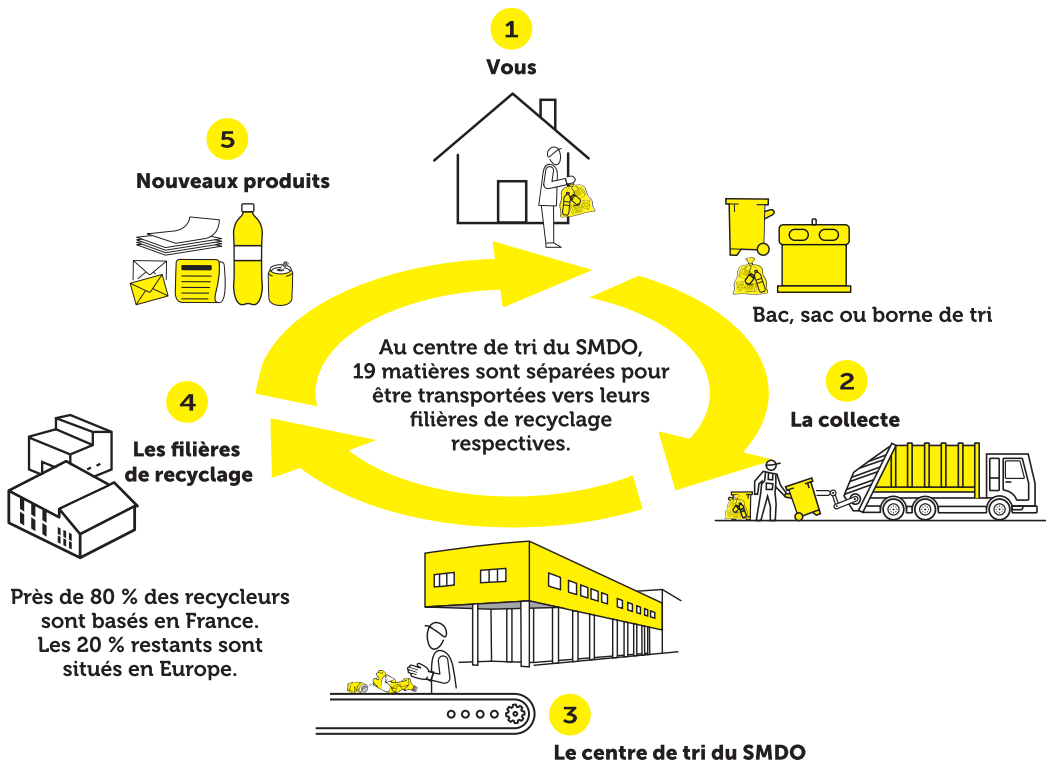 1
Vous
Bac, sac ou borne de tri
2
La collecte
3
Le centre de tri du SMDO
4
Les filières
de recyclage
Près de 80 % des recycleurs
sont basés en France.
Les 20 % restants sont
situés en Europe.
5
Nouveaux produits
Au centre de tri du SMDO,
19 matières sont séparées pour
être transportées vers leurs
filières de recyclage
respectives.